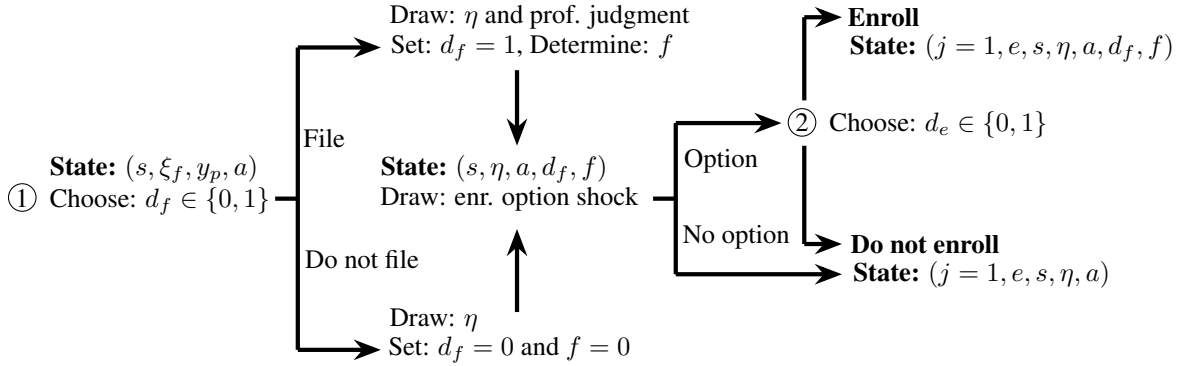 Draw: η and prof. judgment
Set: d_f = 1, Determine: f
Enroll
State: (j = 1, e, s, η, a, d_f, f)
File
② Choose: d_e ∈ {0, 1}
State: (s, ξ_f, y_p, a)
① Choose: d_f ∈ {0, 1}
State: (s, η, a, d_f, f)
Draw: enr. option shock
Option
No option
Do not file
Do not enroll
State: (j = 1, e, s, η, a)
Draw: η
Set: d_f = 0 and f = 0